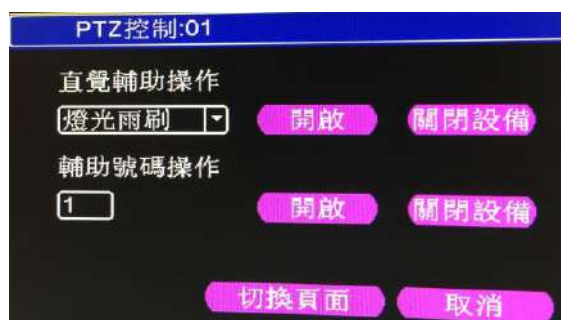 PTZ控制:01
直覺輔助操作
燈光雨刷 開啟 關閉設備
輔助號碼操作
1 開啟 關閉設備
切換頁面 取消